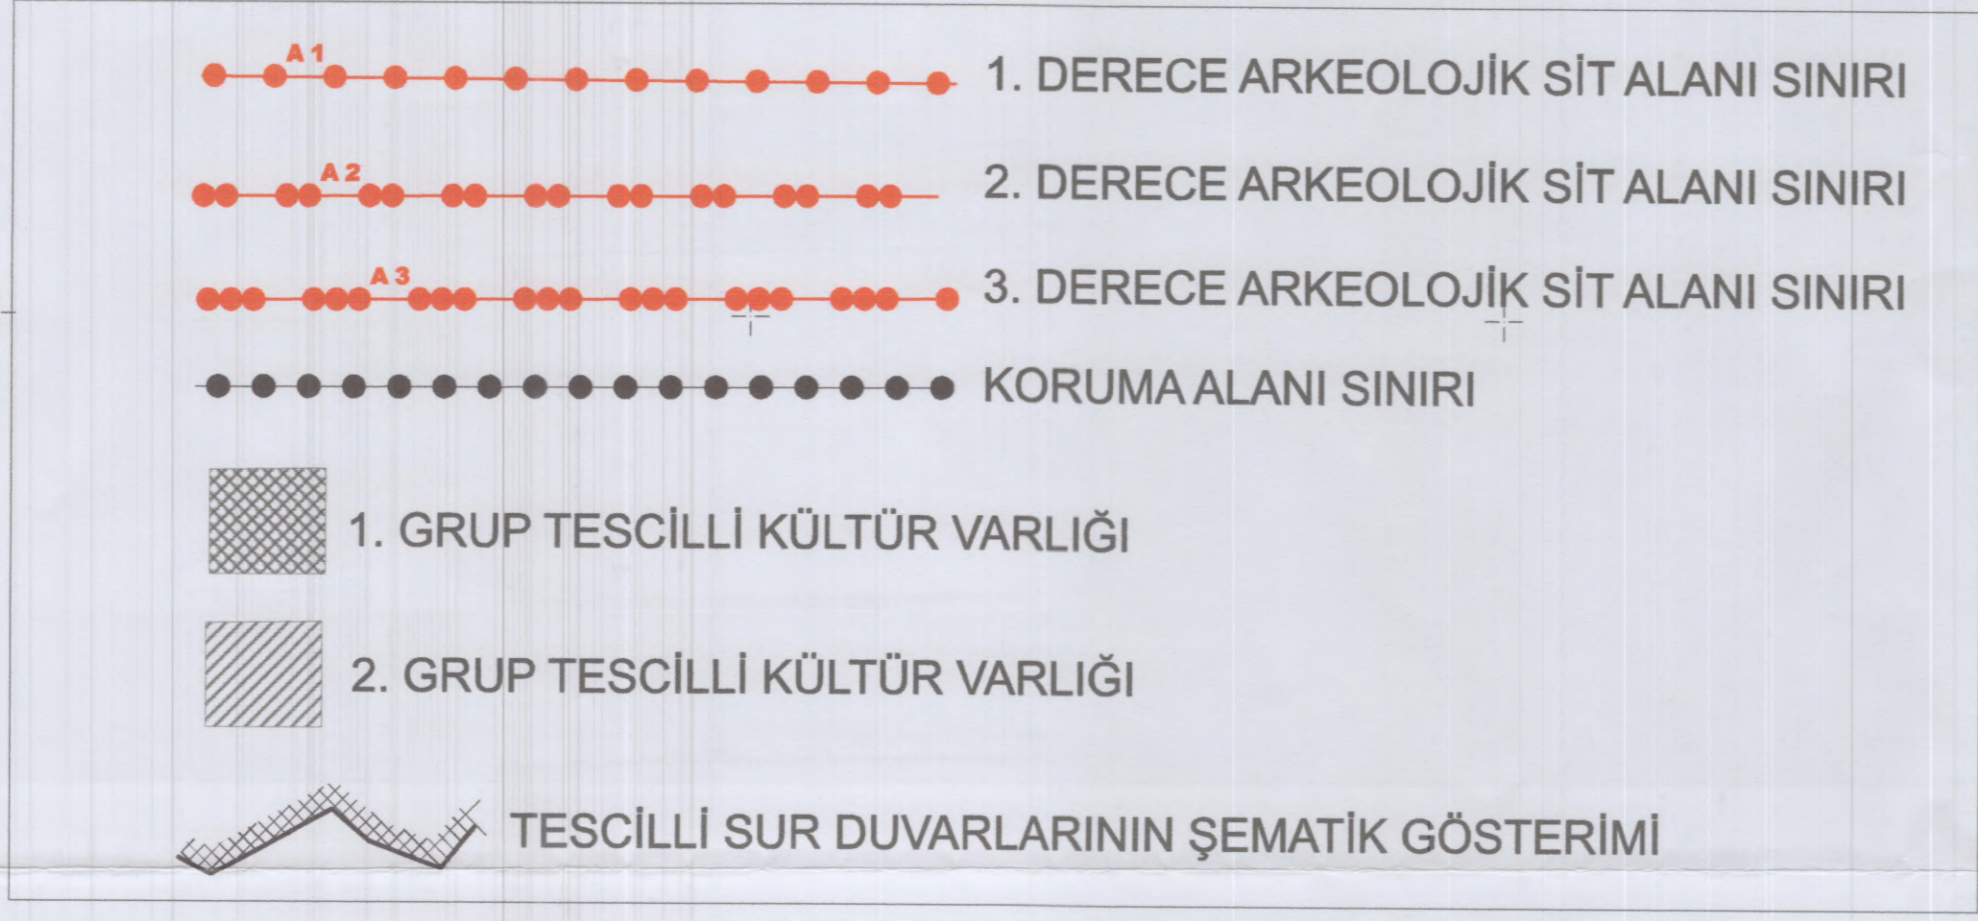 A 1
1. DERECE ARKEOLOJİK SİT ALANI SINIRI
A 2
2. DERECE ARKEOLOJİK SİT ALANI SINIRI
A 3
3. DERECE ARKEOLOJİK SİT ALANI SINIRI
KORUMA ALANI SINIRI
1. GRUP TESCİLLİ KÜLTÜR VARLIĞI
2. GRUP TESCİLLİ KÜLTÜR VARLIĞI
TESCİLLİ SUR DUVARLARININ ŞEMATİK GÖSTERİMİ